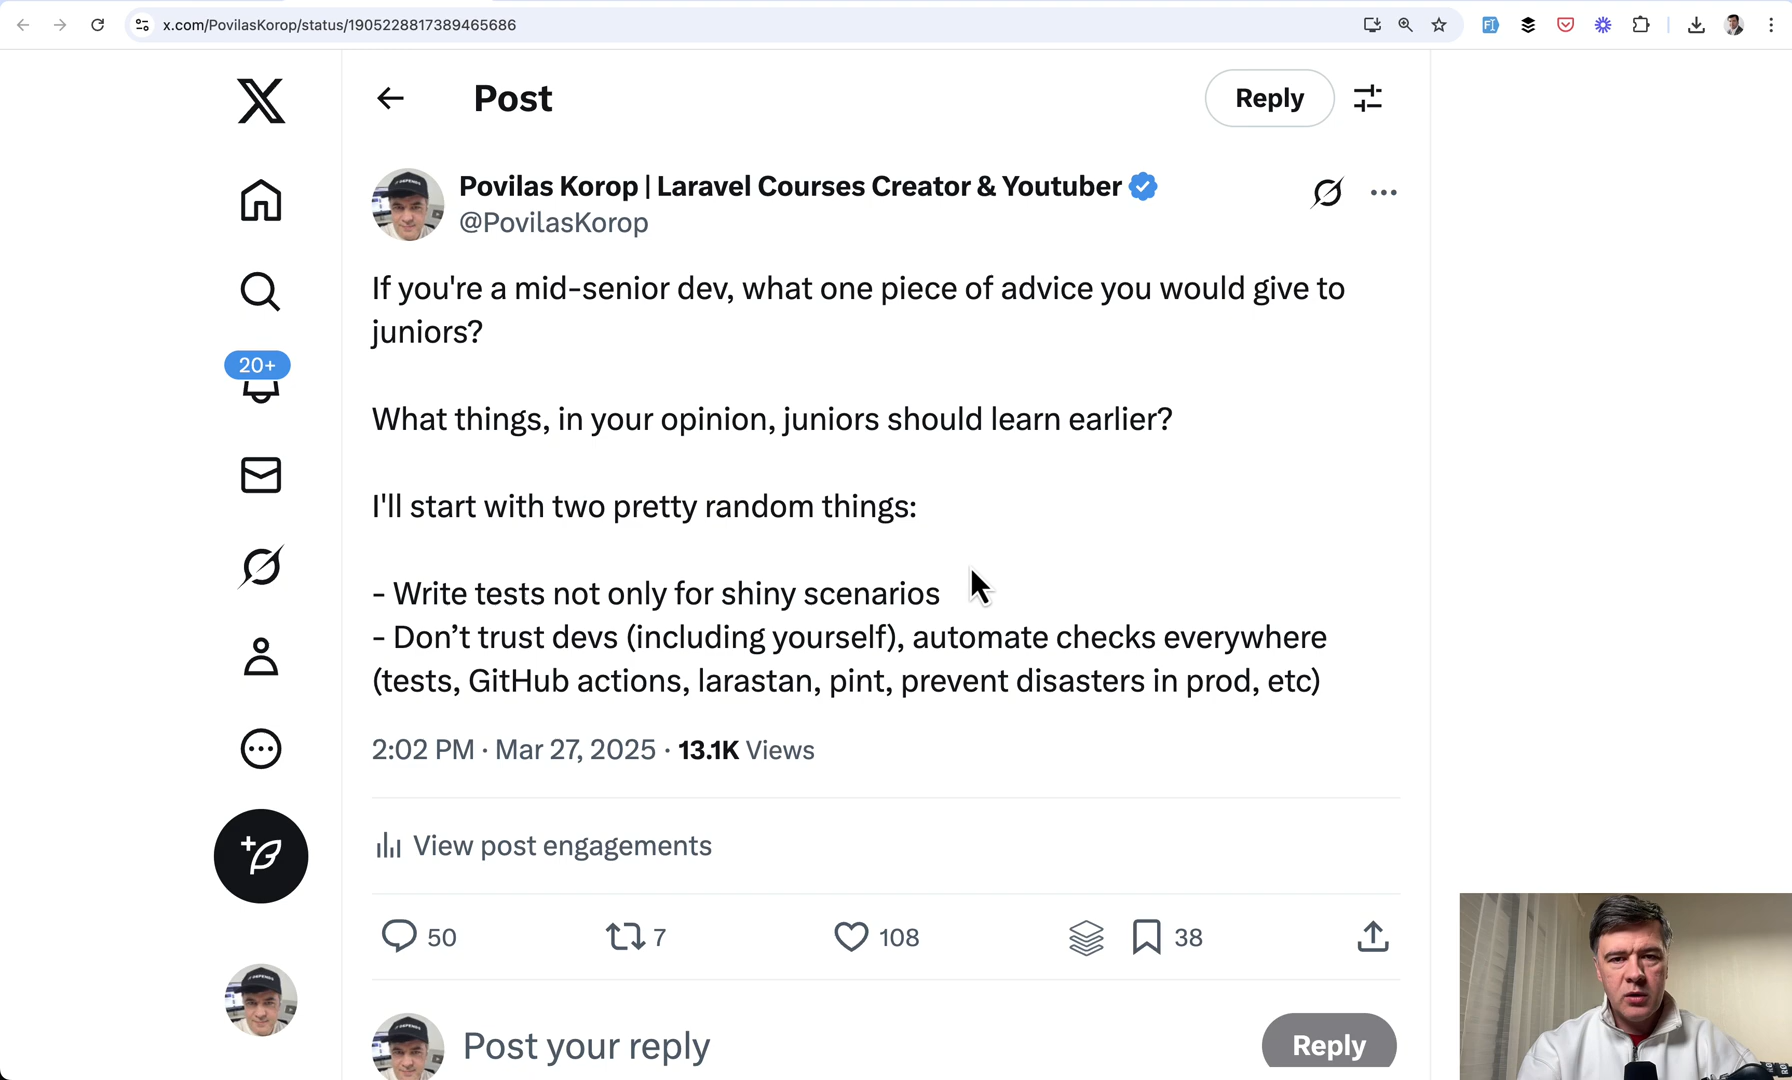 x.com/PovilasKorop/status/1905228817389465686
Post
Reply
Povilas Korop | Laravel Courses Creator & Youtuber
@PovilasKorop
If you're a mid-senior dev, what one piece of advice you would give to
juniors?
What things, in your opinion, juniors should learn earlier?
20+
I'll start with two pretty random things:
- Write tests not only for shiny scenarios
- Don’t trust devs (including yourself), automate checks everywhere
(tests, GitHub actions, larastan, pint, prevent disasters in prod, etc)
2:02 PM · Mar 27, 2025 · 13.1K Views
View post engagements
50 7 108 38
Post your reply
Reply